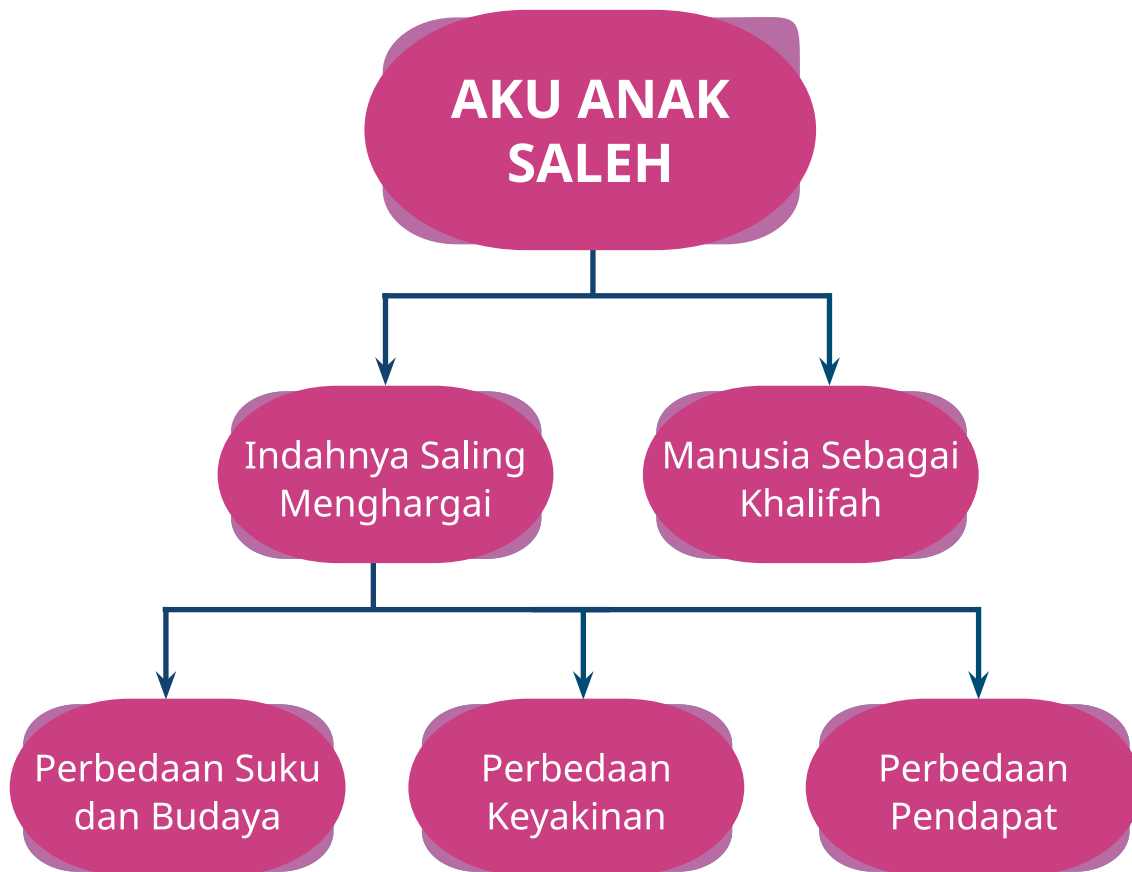 AKU ANAK
SALEH
Indahnya Saling
Menghargai
Manusia Sebagai
Khalifah
Perbedaan Suku
dan Budaya
Perbedaan
Keyakinan
Perbedaan
Pendapat